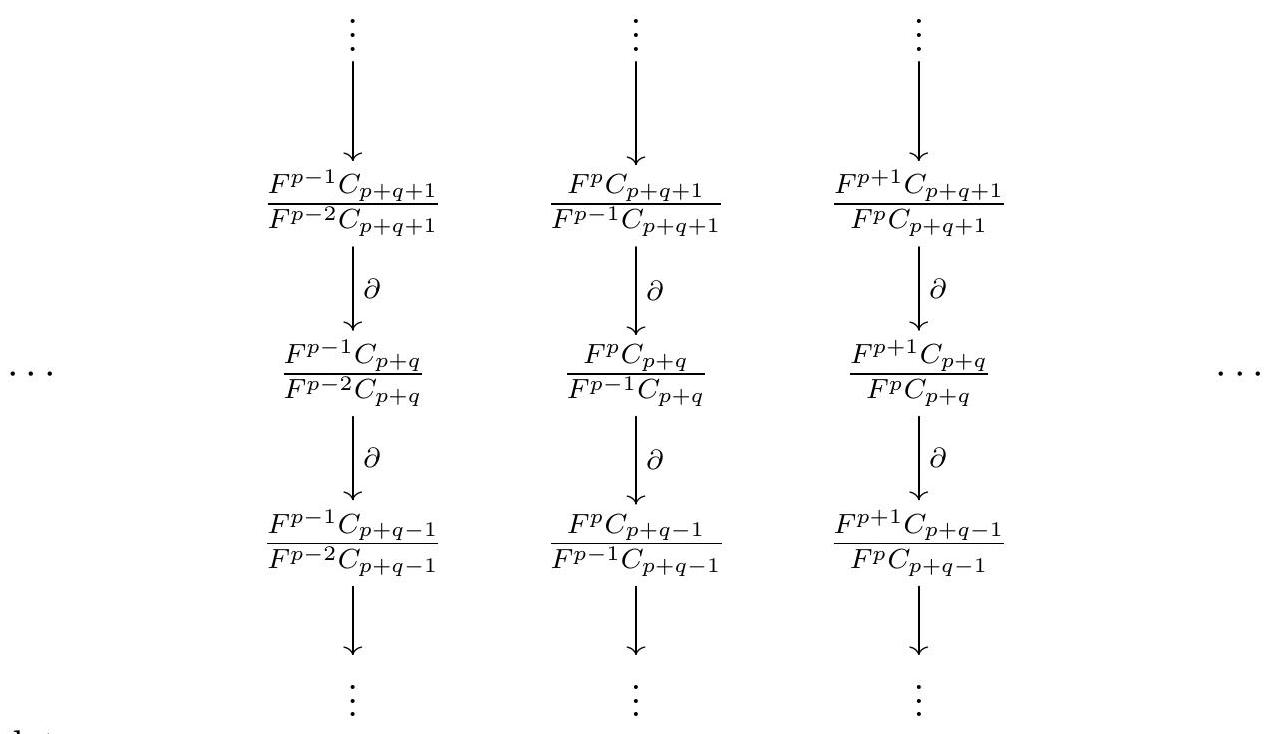 ⋮ ⋮ ⋮
F^{p-1}C_{p+q+1}/F^{p-2}C_{p+q+1} F^{p}C_{p+q+1}/F^{p-1}C_{p+q+1} F^{p+1}C_{p+q+1}/F^{p}C_{p+q+1}
∂ ∂ ∂
⋯ F^{p-1}C_{p+q}/F^{p-2}C_{p+q} F^{p}C_{p+q}/F^{p-1}C_{p+q} F^{p+1}C_{p+q}/F^{p}C_{p+q} ⋯
∂ ∂ ∂
F^{p-1}C_{p+q-1}/F^{p-2}C_{p+q-1} F^{p}C_{p+q-1}/F^{p-1}C_{p+q-1} F^{p+1}C_{p+q-1}/F^{p}C_{p+q-1}
⋮ ⋮ ⋮